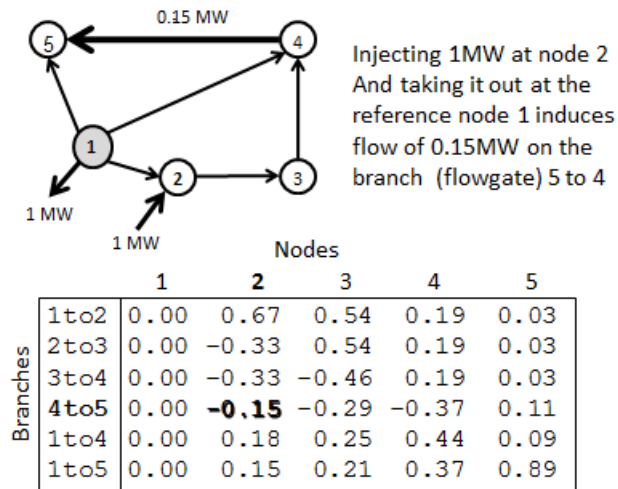 0.15 MW
5
4
1
2
3
1 MW
1 MW
Injecting 1MW at node 2
And taking it out at the
reference node 1 induces
flow of 0.15MW on the
branch (flowgate) 5 to 4
Nodes
1 2 3 4 5
Branches
1to2 0.00 0.67 0.54 0.19 0.03
2to3 0.00 -0.33 0.54 0.19 0.03
3to4 0.00 -0.33 -0.46 0.19 0.03
4to5 0.00 -0.15 -0.29 -0.37 0.11
1to4 0.00 0.18 0.25 0.44 0.09
1to5 0.00 0.15 0.21 0.37 0.89